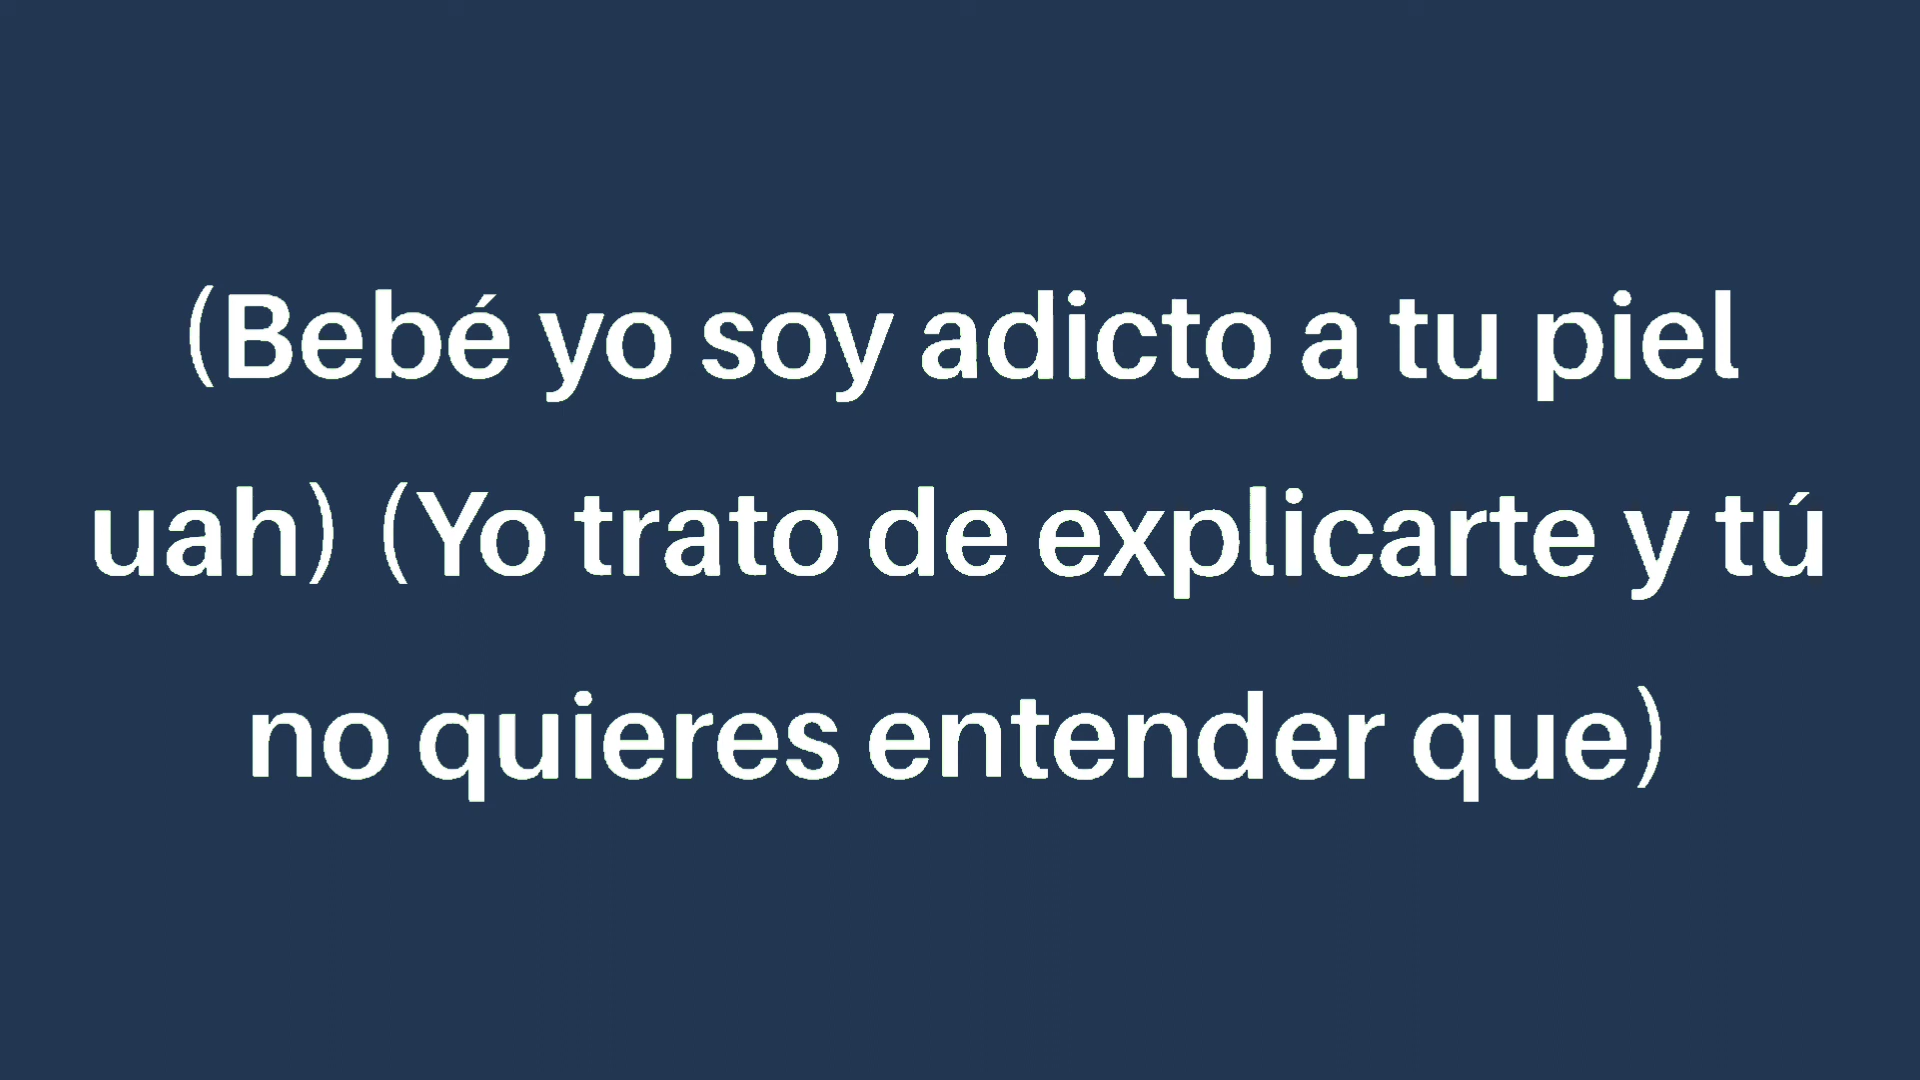 (Bebé yo soy adicto a tu piel
uah) (Yo trato de explicarte y tú
no quieres entender que)